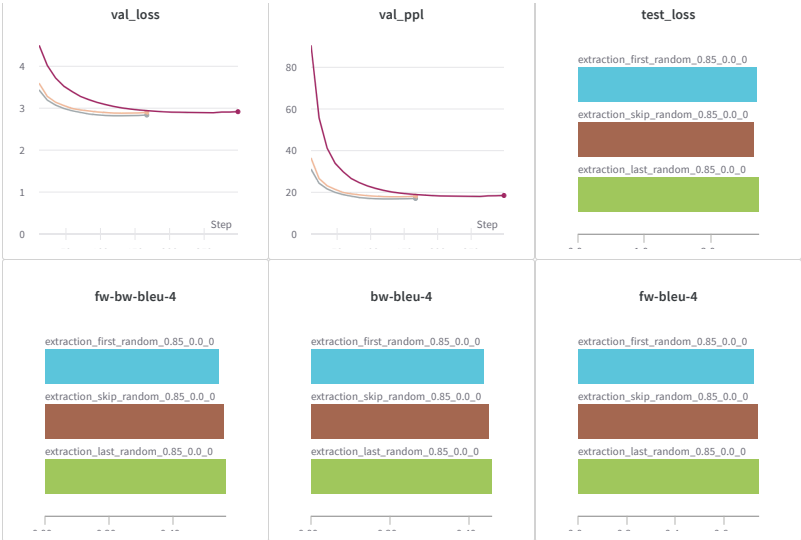 val_loss
4
3
2
1
0
Step
val_ppl
80
60
40
20
0
Step
test_loss
extraction_first_random_0.85_0.0_0
extraction_skip_random_0.85_0.0_0
extraction_last_random_0.85_0.0_0
fw-bw-bleu-4
extraction_first_random_0.85_0.0_0
extraction_skip_random_0.85_0.0_0
extraction_last_random_0.85_0.0_0
bw-bleu-4
extraction_first_random_0.85_0.0_0
extraction_skip_random_0.85_0.0_0
extraction_last_random_0.85_0.0_0
fw-bleu-4
extraction_first_random_0.85_0.0_0
extraction_skip_random_0.85_0.0_0
extraction_last_random_0.85_0.0_0